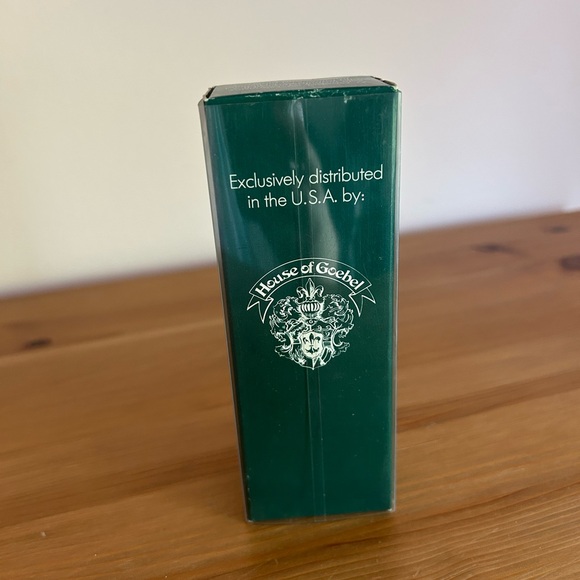 Exclusively distributed
in the U.S.A. by:
House of Goebel